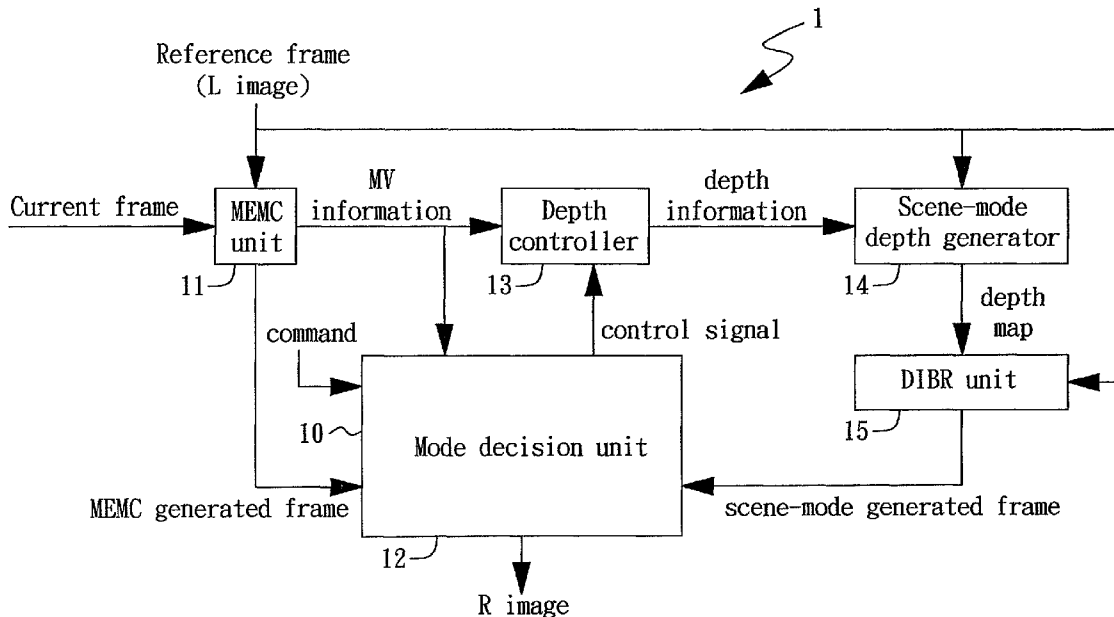 1
Reference frame
(L image)
Current frame
MEMC
unit
11
MV
information
Depth
controller
13
depth
information
Scene-mode
depth generator
14
command
control signal
depth
map
10
Mode decision unit
12
DIBR unit
15
MEMC generated frame
scene-mode generated frame
R image